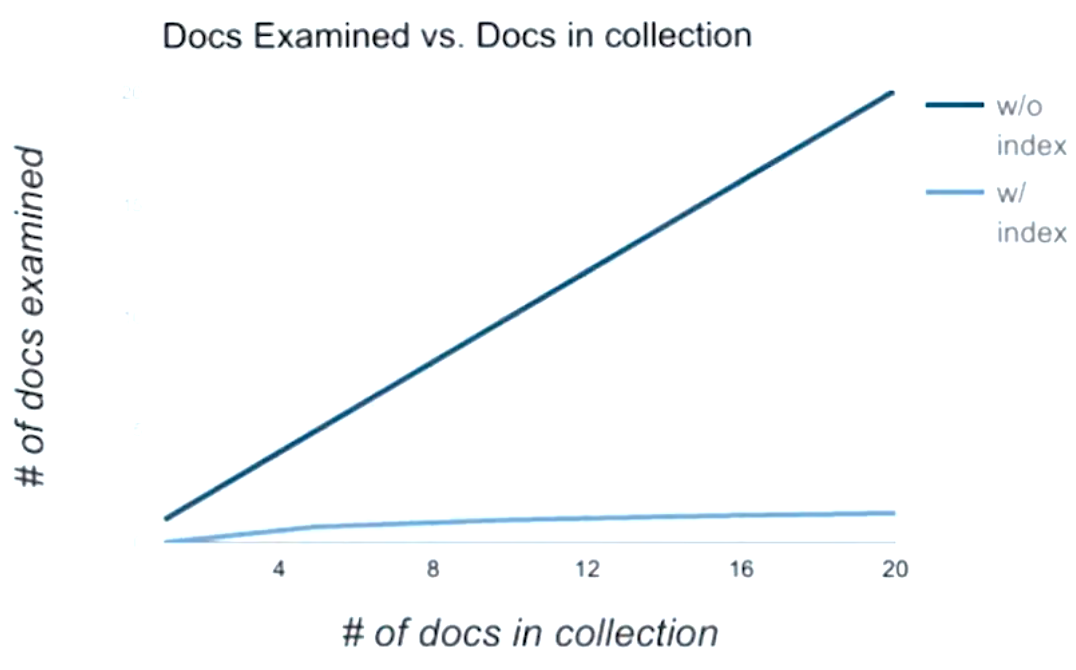 Docs Examined vs. Docs in collection
# of docs examined
w/o
index
w/
index
4 8 12 16 20
# of docs in collection